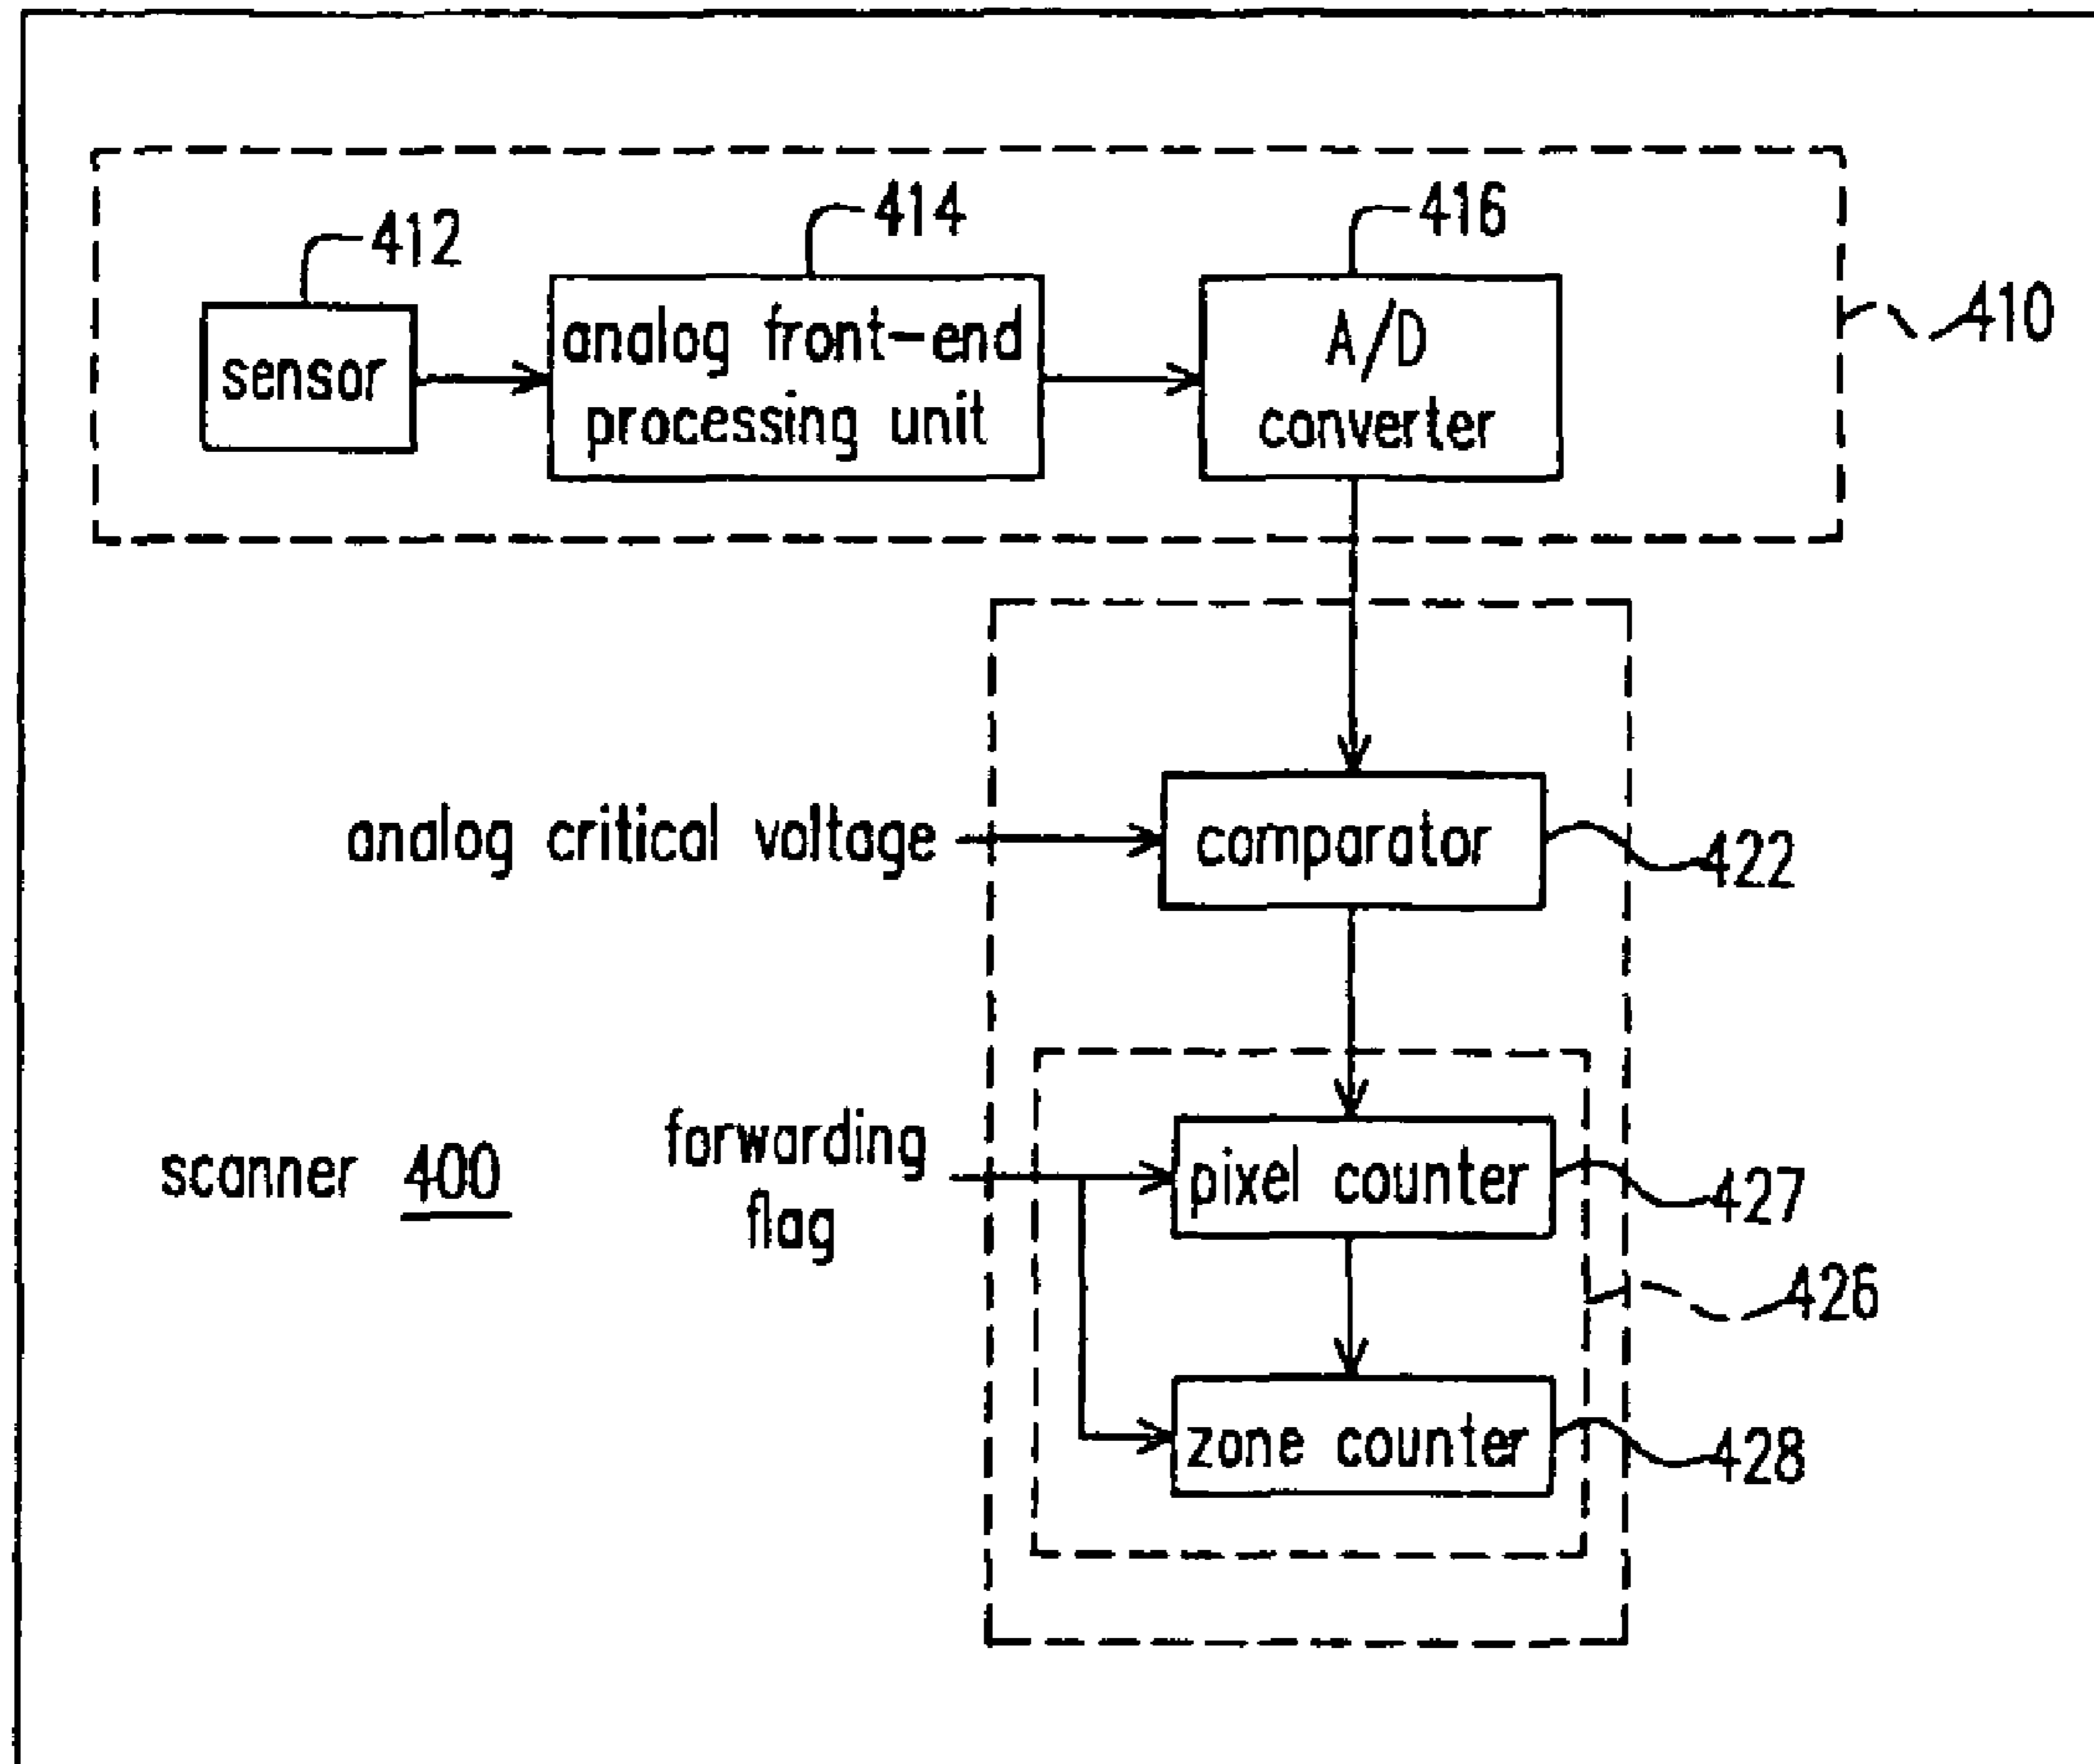 412
414
416
sensor
analog front-end
processing unit
A/D
converter
410
analog critical voltage
comparator
422
scanner 400
forwarding
flag
pixel counter
427
426
zone counter
428